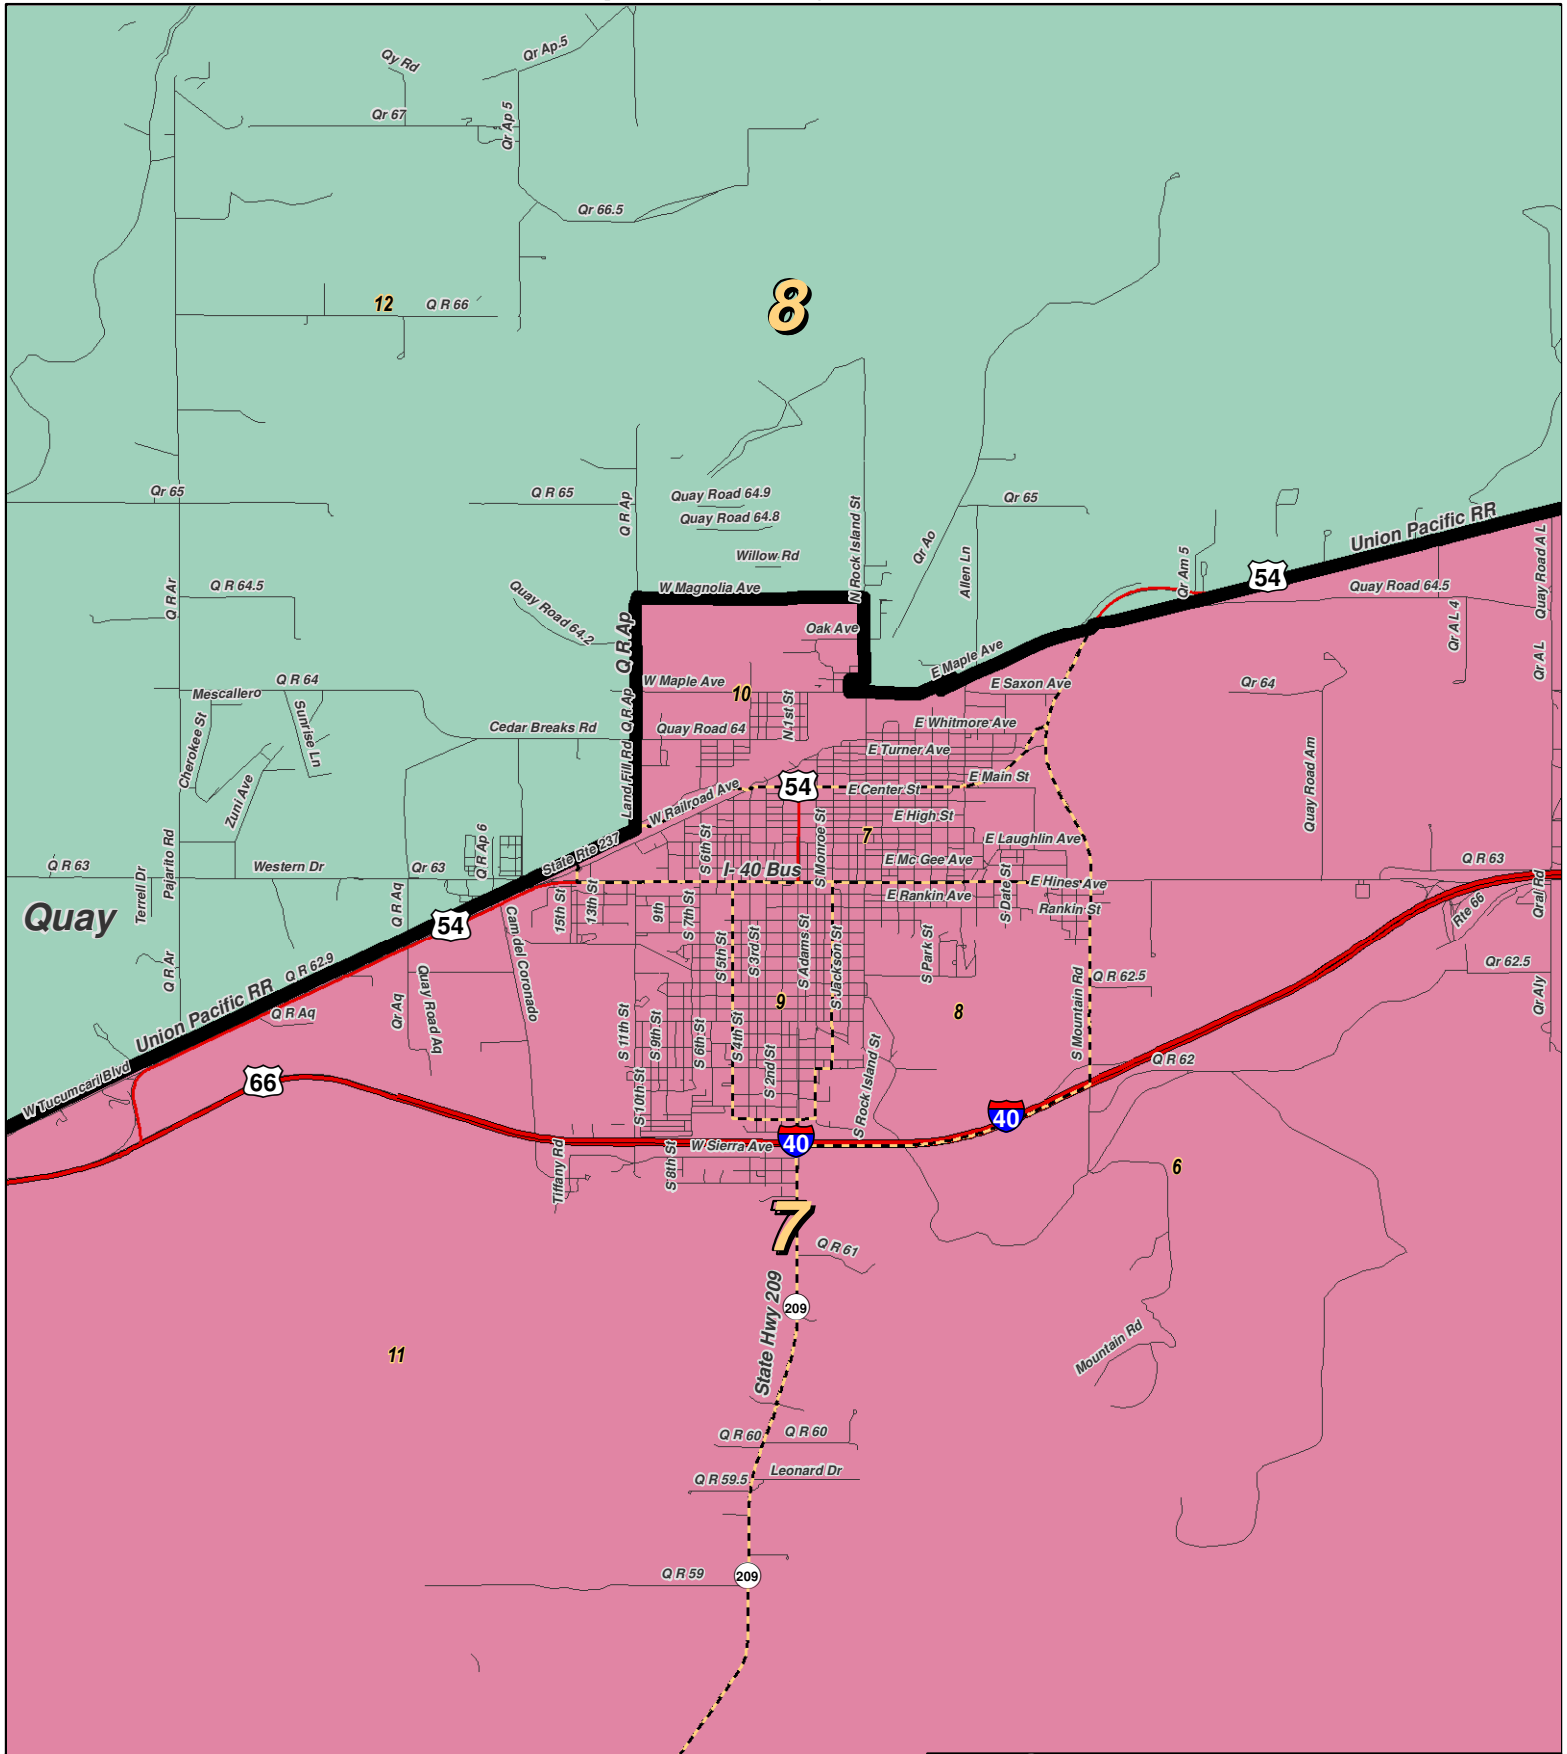 Qr Ap.5
Qy Rd
Qr 67
Qr Ap 5
Qr 66.5
12
Q R 66
8
Qr 65
Q R 65
Q R Ap
Quay Road 64.9
Quay Road 64.8
Willow Rd
N Rock Island St
Qr Ao
Qr 65
Allen Ln
Union Pacific RR
Qr Am 5
54
Quay Road 64.5
Quay Road A L
Q R Ar
Q R 64.5
Quay Road 64.2
W Magnolia Ave
Q R Ap
Oak Ave
E Maple Ave
Qr A L 4
Qr A L
Q R 64
Mescallero
Cherokee St
Sunrise Ln
Zuni Ave
Cedar Breaks Rd
Q R Ap
Land Fill Rd
W Maple Ave
10
N 1st St
Quay Road 64
E Saxon Ave
E Whitmore Ave
E Turner Ave
Qr 64
Quay Road Am
54
E Main St
E Center St
W Railroad Ave
E High St
7
E Laughlin Ave
E Mc Gee Ave
S 6th St
S Monroe St
I- 40 Bus
State Rte 237
Q R Ap 6
Q R 63
Western Dr
Qr 63
Pajarito Rd
Terrell Dr
Q R Aq
Quay
54
Cam del Coronado
15th St
13th St
9th
S 7th St
E Hines Ave
E Rankin Ave
S Date St
Rankin St
Q R 63
Rte 66
Qrail Rd
Q R Ar
Q R 62.9
Union Pacific RR
Q R Aq
Qr Aq
Quay Road Aq
S 5th St
S 3rd St
S Adams St
S Jackson St
S Park St
9
8
S Mountain Rd
Q R 62.5
Qr 62.5
Qr Aly
S 11th St
S 9th St
S 6th St
S 4th St
S 2nd St
S 10th St
S Rock Island St
Q R 62
W Tucumcari Blvd
66
40
W Sierra Ave
40
S 8th St
Tiffany Rd
6
7
Q R 61
State Hwy 209
209
Mountain Rd
11
Q R 60
Q R 60
Leonard Dr
Q R 59.5
Q R 59
209